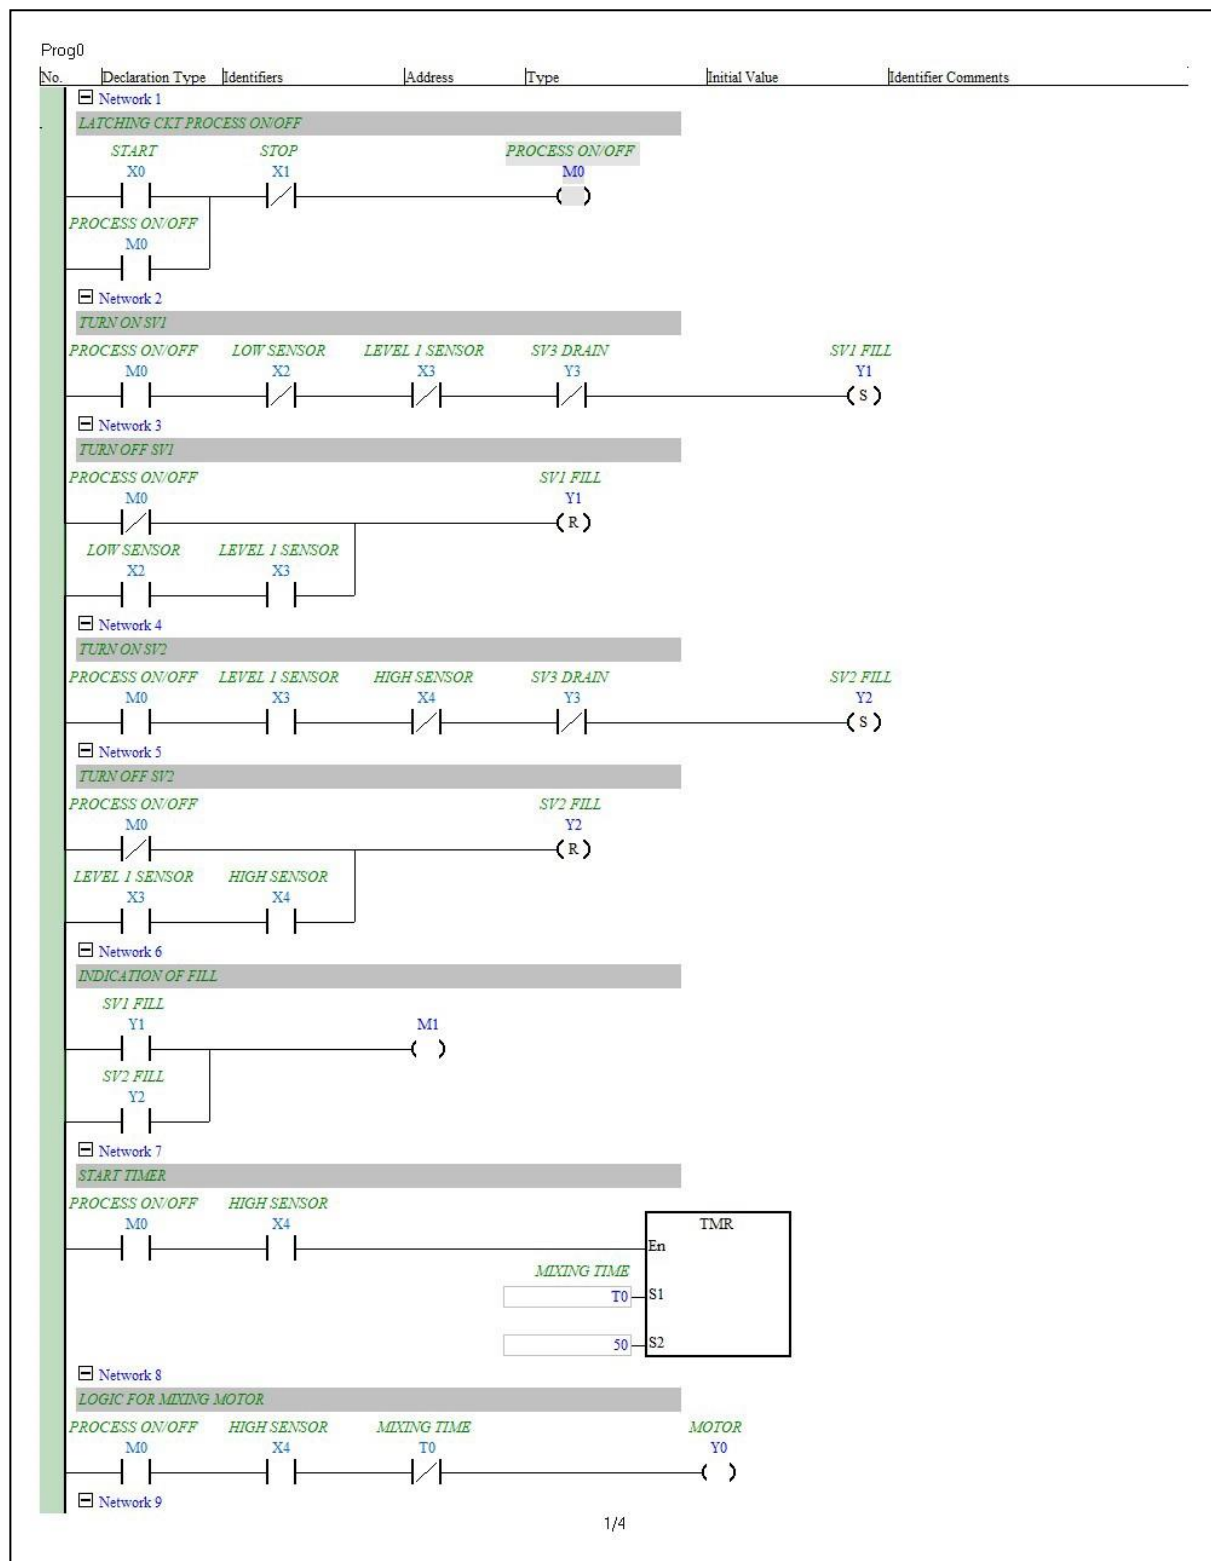 Prog0
No. Declaration Type Identifiers Address Type Initial Value Identifier Comments
Network 1
LATCHING CKT PROCESS ON/OFF
START STOP PROCESS ON/OFF
X0 X1 M0
PROCESS ON/OFF
M0
Network 2
TURN ON SV1
PROCESS ON/OFF LOW SENSOR LEVEL 1 SENSOR SV3 DRAIN SV1 FILL
M0 X2 X3 Y3 Y1
S
Network 3
TURN OFF SV1
PROCESS ON/OFF SV1 FILL
M0 Y1
R
LOW SENSOR LEVEL 1 SENSOR
X2 X3
Network 4
TURN ON SV2
PROCESS ON/OFF LEVEL 1 SENSOR HIGH SENSOR SV3 DRAIN SV2 FILL
M0 X3 X4 Y3 Y2
S
Network 5
TURN OFF SV2
PROCESS ON/OFF SV2 FILL
M0 Y2
R
LEVEL 1 SENSOR HIGH SENSOR
X3 X4
Network 6
INDICATION OF FILL
SV1 FILL
Y1 M1
SV2 FILL
Y2
Network 7
START TIMER
PROCESS ON/OFF HIGH SENSOR
M0 X4 TMR
En
MIXING TIME
T0 S1
50 S2
Network 8
LOGIC FOR MIXING MOTOR
PROCESS ON/OFF HIGH SENSOR MIXING TIME MOTOR
M0 X4 T0 Y0
Network 9
1/4